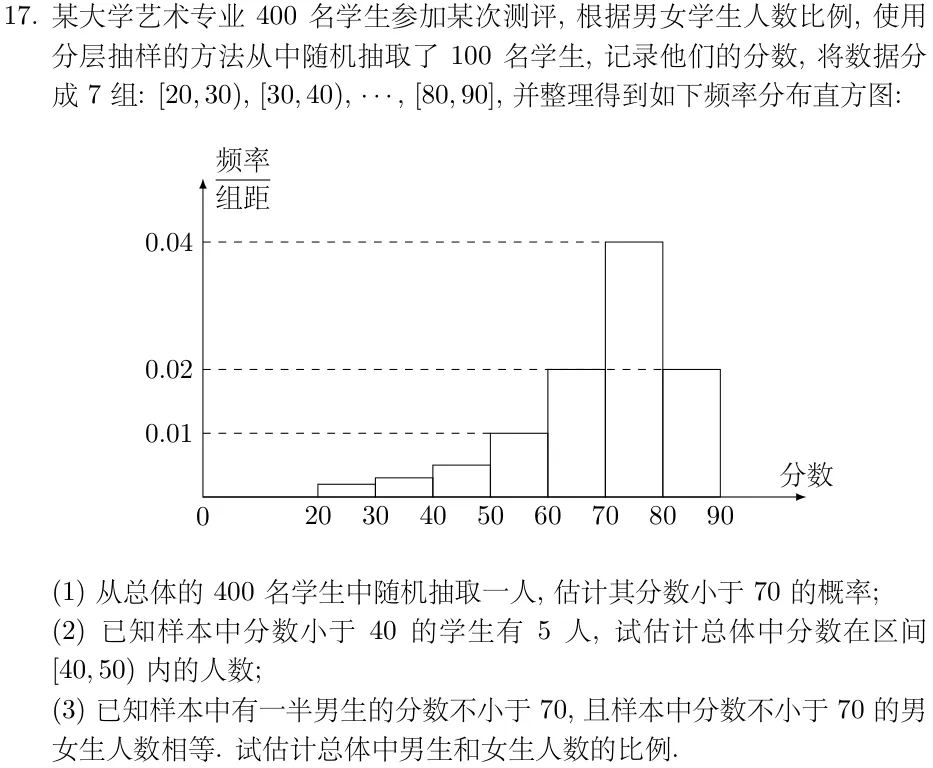 17. 某大学艺术专业 400 名学生参加某次测评, 根据男女学生人数比例, 使用
分层抽样的方法从中随机抽取了 100 名学生, 记录他们的分数, 将数据分
成 7 组: [20, 30), [30, 40), ⋯, [80, 90], 并整理得到如下频率分布直方图:
频率
组距
0.04
0.02
0.01
分数
0 20 30 40 50 60 70 80 90
(1) 从总体的 400 名学生中随机抽取一人, 估计其分数小于 70 的概率;
(2) 已知样本中分数小于 40 的学生有 5 人, 试估计总体中分数在区间
[40, 50) 内的人数;
(3) 已知样本中有一半男生的分数不小于 70, 且样本中分数不小于 70 的男
女生人数相等. 试估计总体中男生和女生人数的比例.